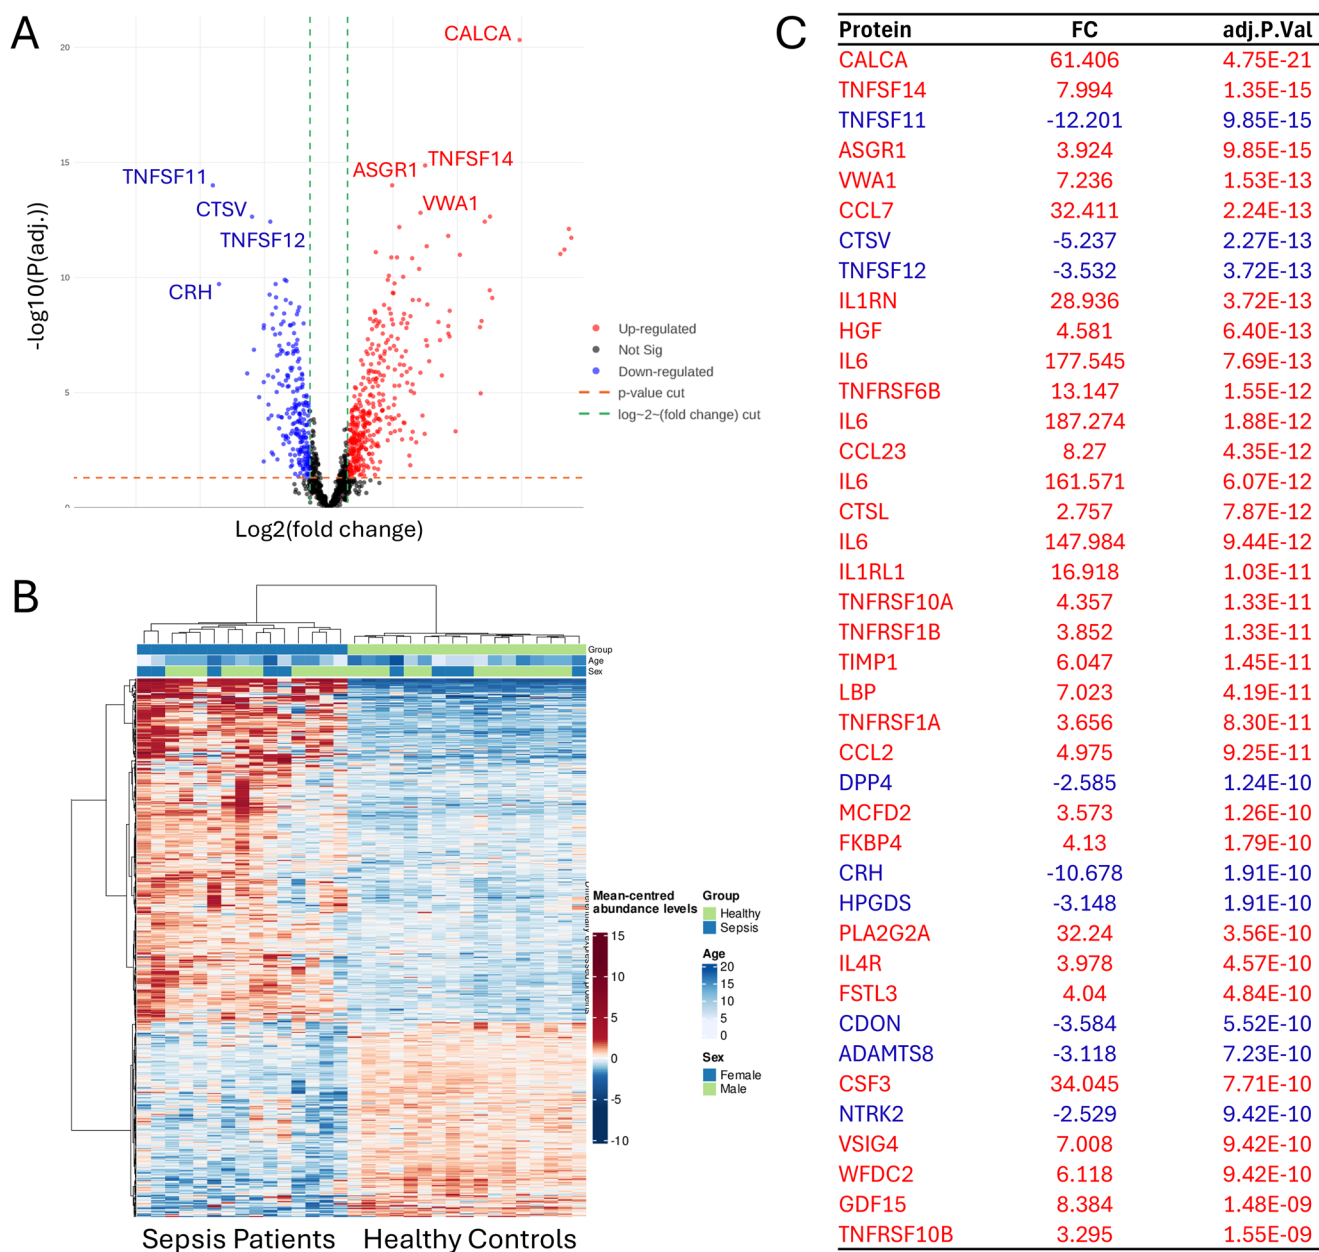 A
20
15
10
5
0
-log10(P(adj.))
Log2(fold change)
CALCA
TNFSF14
ASGR1
VWA1
TNFSF11
CTSV
TNFSF12
CRH
Up-regulated
Not Sig
Down-regulated
p-value cut
log~2~(fold change) cut
B
Group
Age
Sex
Mean-centred
abundance levels
15
10
5
0
-5
-10
Group
Healthy
Sepsis
Age
20
15
10
5
0
Sex
Female
Male
Sepsis Patients
Healthy Controls
C
Protein FC adj.P.Val
CALCA 61.406 4.75E-21
TNFSF14 7.994 1.35E-15
TNFSF11 -12.201 9.85E-15
ASGR1 3.924 9.85E-15
VWA1 7.236 1.53E-13
CCL7 32.411 2.24E-13
CTSV -5.237 2.27E-13
TNFSF12 -3.532 3.72E-13
IL1RN 28.936 3.72E-13
HGF 4.581 6.40E-13
IL6 177.545 7.69E-13
TNFRSF6B 13.147 1.55E-12
IL6 187.274 1.88E-12
CCL23 8.27 4.35E-12
IL6 161.571 6.07E-12
CTSL 2.757 7.87E-12
IL6 147.984 9.44E-12
IL1RL1 16.918 1.03E-11
TNFRSF10A 4.357 1.33E-11
TNFRSF1B 3.852 1.33E-11
TIMP1 6.047 1.45E-11
LBP 7.023 4.19E-11
TNFRSF1A 3.656 8.30E-11
CCL2 4.975 9.25E-11
DPP4 -2.585 1.24E-10
MCFD2 3.573 1.26E-10
FKBP4 4.13 1.79E-10
CRH -10.678 1.91E-10
HPGDS -3.148 1.91E-10
PLA2G2A 32.24 3.56E-10
IL4R 3.978 4.57E-10
FSTL3 4.04 4.84E-10
CDON -3.584 5.52E-10
ADAMTS8 -3.118 7.23E-10
CSF3 34.045 7.71E-10
NTRK2 -2.529 9.42E-10
VSIG4 7.008 9.42E-10
WFDC2 6.118 9.42E-10
GDF15 8.384 1.48E-09
TNFRSF10B 3.295 1.55E-09